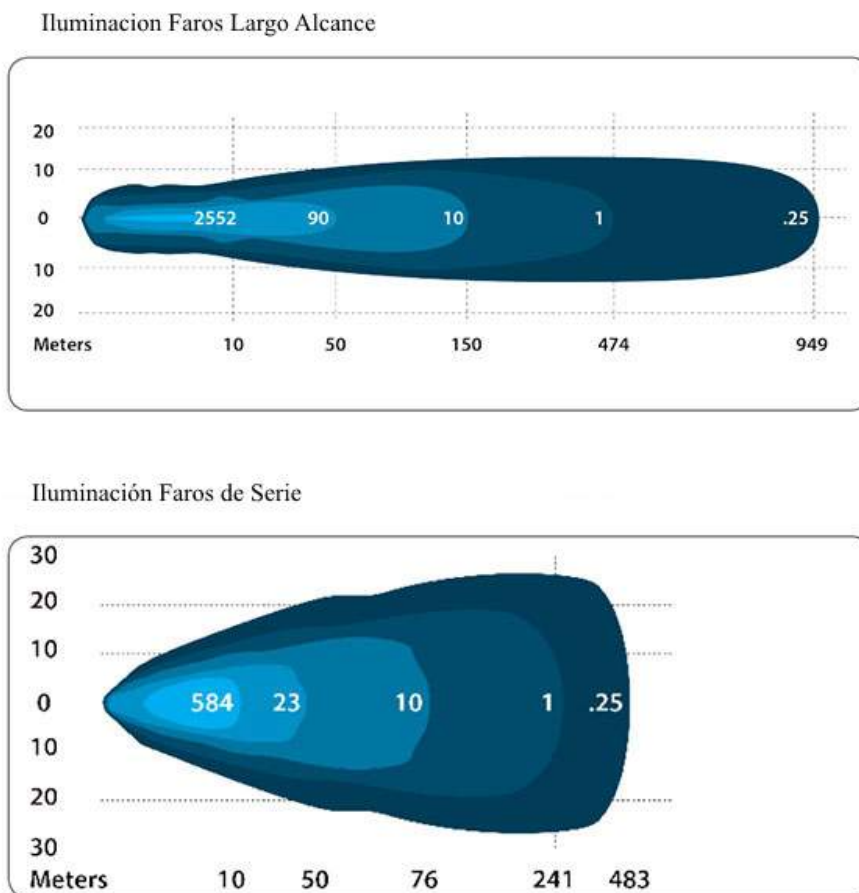 Iluminacion Faros Largo Alcance
20
10
0 2552 90 10 1 .25
10
20
Meters 10 50 150 474 949
Iluminación Faros de Serie
30
20
10
0 584 23 10 1 .25
10
20
30
Meters 10 50 76 241 483